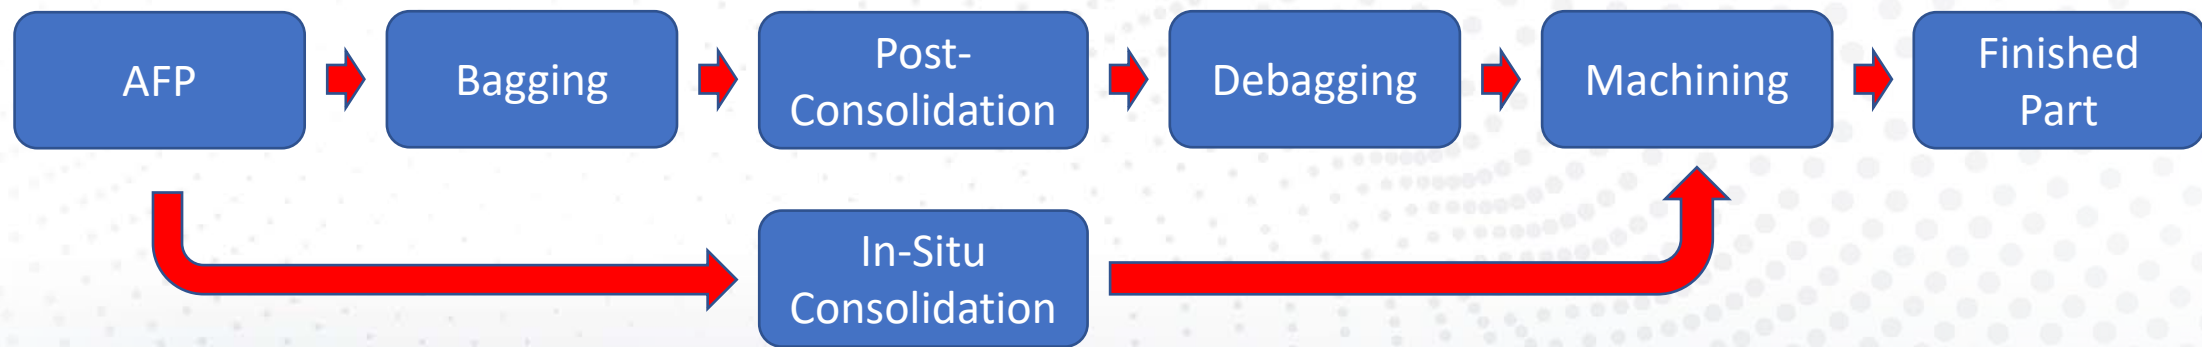 AFP
Bagging
Post-
Consolidation
Debagging
Machining
Finished
Part
In-Situ
Consolidation